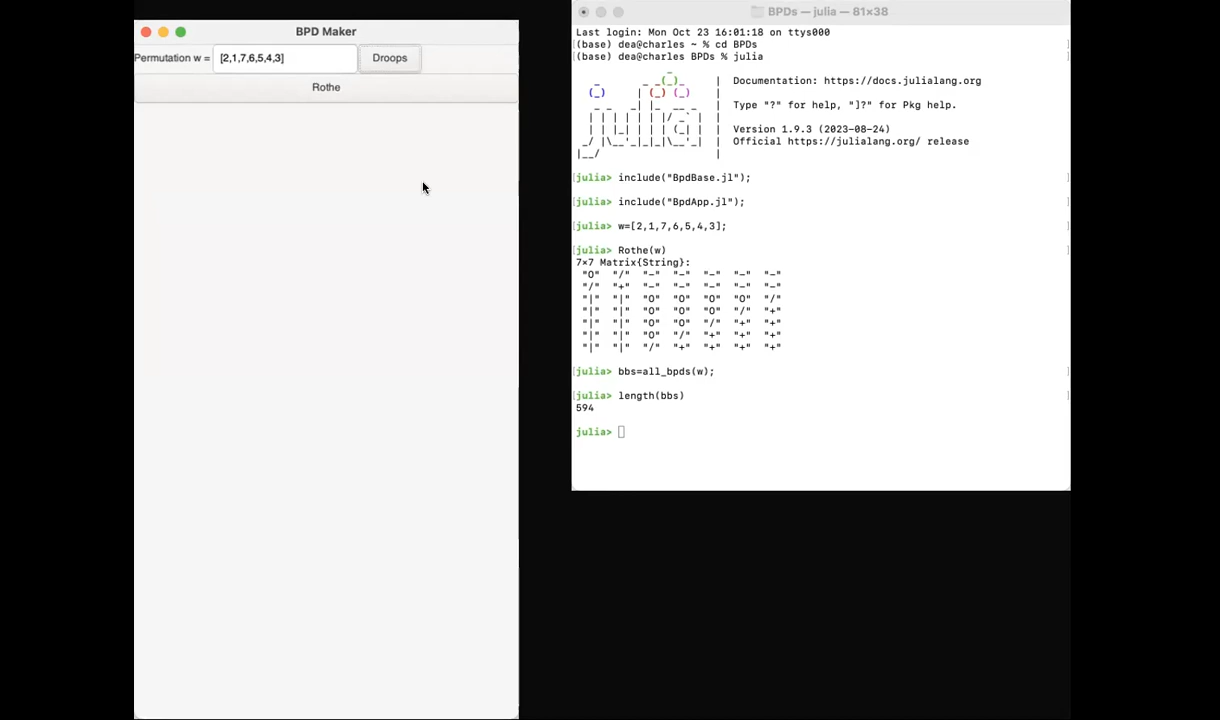 BPD Maker
Permutation w = [2,1,7,6,5,4,3] Droops
Rothe
BPDs — julia — 81×38
Last login: Mon Oct 23 16:01:18 on ttys000
[(base) dea@charles ~ % cd BPDs ]
[(base) dea@charles BPDs % julia ]
               _
   _       _ _(_)_     |  Documentation: https://docs.julialang.org
  (_)     | (_) (_)    |
   _ _   _| |_  __ _   |  Type "?" for help, "]?" for Pkg help.
  | | | | | | |/ _` |  |
  | | |_| | | | (_| |  |  Version 1.9.3 (2023-08-24)
 _/ |\__'_|_|_|\__'_|  |  Official https://julialang.org/ release
|__/                   |
[julia> include("BpdBase.jl"); ]
[julia> include("BpdApp.jl"); ]
[julia> w=[2,1,7,6,5,4,3]; ]
[julia> Rothe(w) ]
7×7 Matrix{String}:
 "O"  "/"  "-"  "-"  "-"  "-"  "-"
 "/"  "+"  "-"  "-"  "-"  "-"  "-"
 "|"  "|"  "O"  "O"  "O"  "O"  "/"
 "|"  "|"  "O"  "O"  "O"  "/"  "+"
 "|"  "|"  "O"  "O"  "/"  "+"  "+"
 "|"  "|"  "O"  "/"  "+"  "+"  "+"
 "|"  "|"  "/"  "+"  "+"  "+"  "+"
[julia> bbs=all_bpds(w); ]
[julia> length(bbs) ]
594
julia>